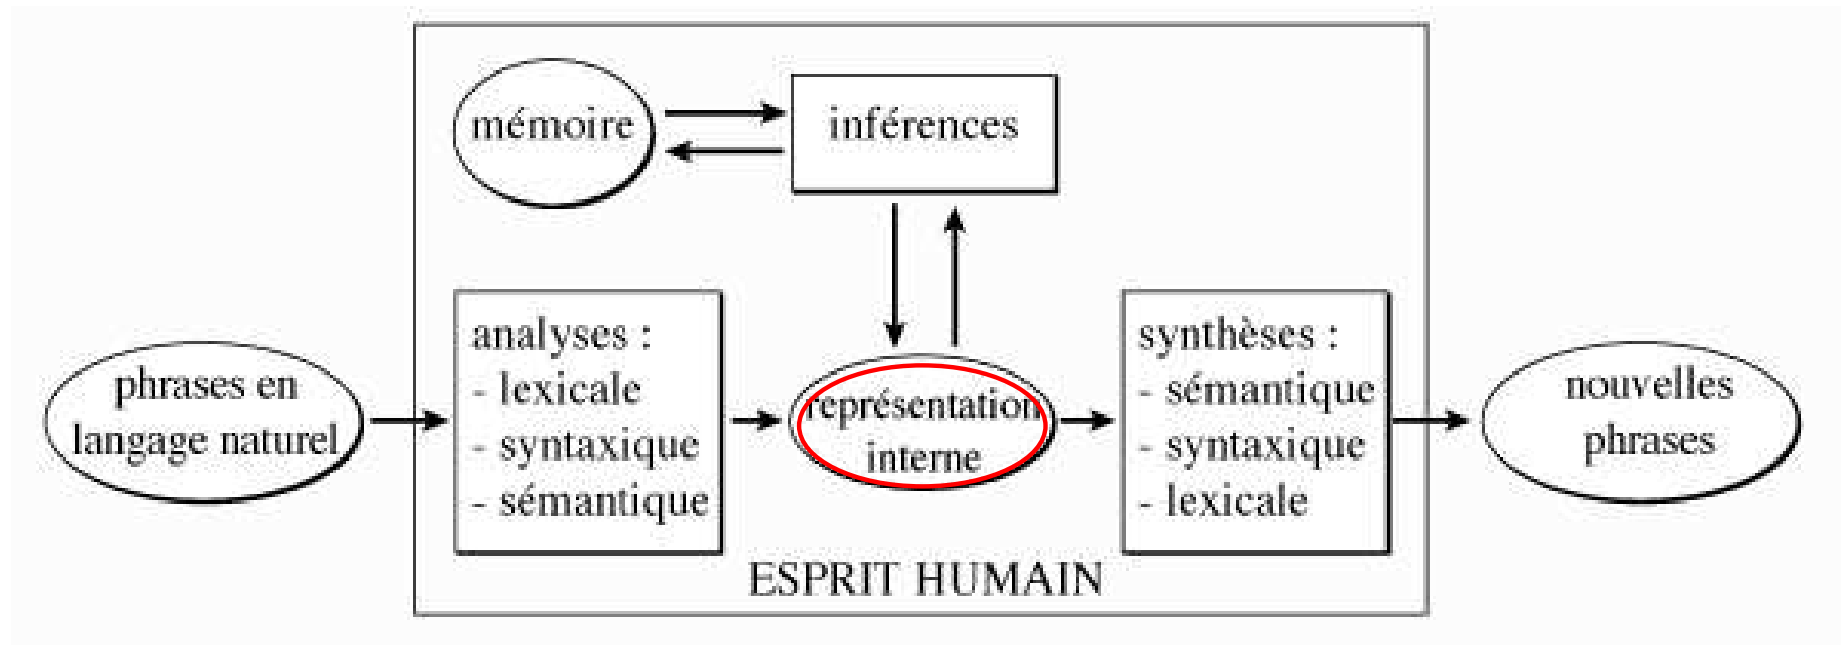 mémoire
inférences
phrases en
langage naturel
analyses :
- lexicale
- syntaxique
- sémantique
représentation
interne
synthèses :
- sémantique
- syntaxique
- lexicale
nouvelles
phrases
ESPRIT HUMAIN